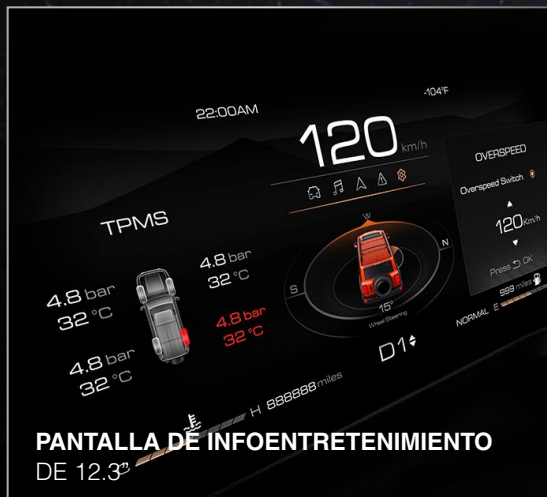 -104°F
22:00AM
120 km/h
OVERSPEED
Overspeed Switch
120 Km/h
Press OK
TPMS
W
N
S
15°
Wheel Steering
4.8 bar
32 °C
4.8 bar
32 °C
4.8 bar
32 °C
4.8 bar
32 °C
999 miles
NORMAL E
D1
H 888888 miles
PANTALLA DE INFOENTRETENIMIENTO
DE 12.3”